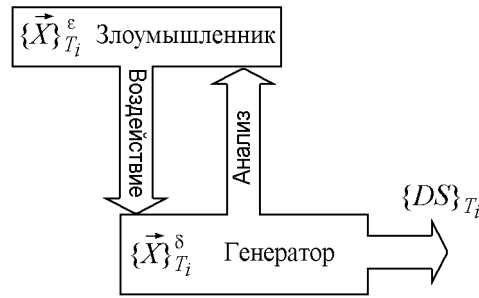 {X⃗}^ε_{T_i} Злоумышленник
Воздействие
Анализ
{DS}_{T_i}
{X⃗}^δ_{T_i} Генератор